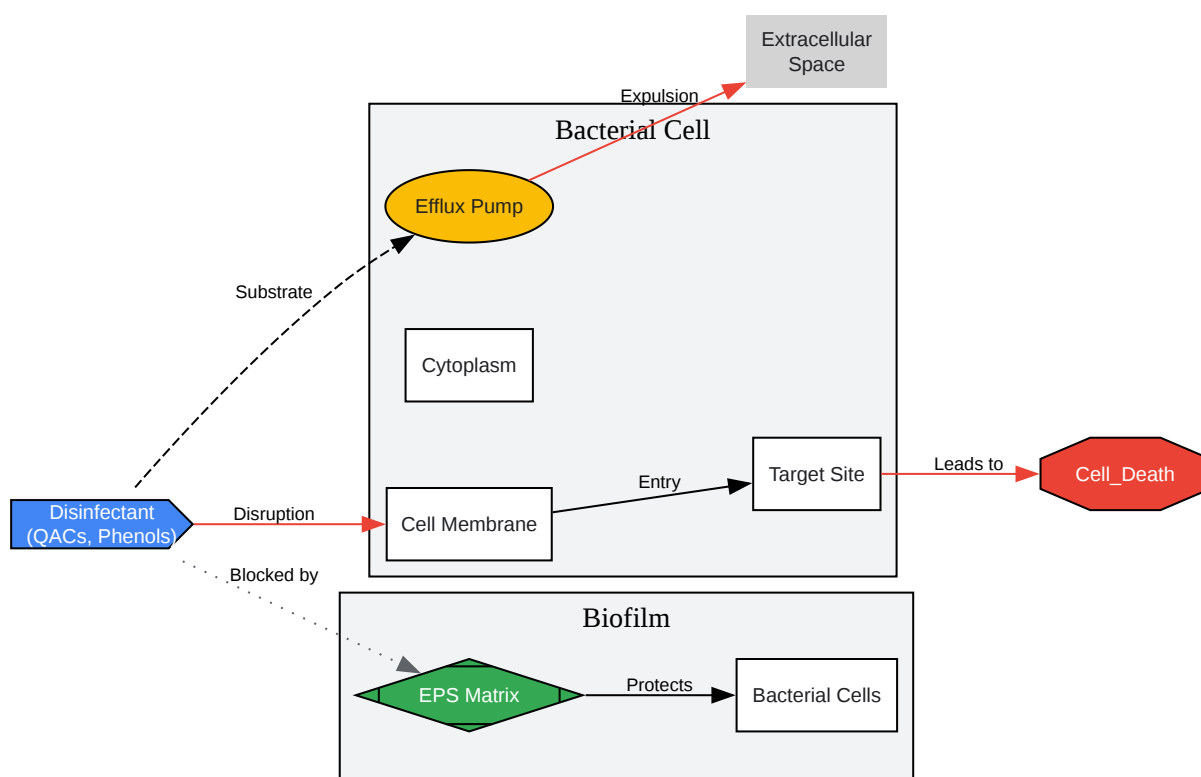 Extracellular
Space
Expulsion
Bacterial Cell
Efflux Pump
Substrate
Cytoplasm
Target Site
Leads to
Cell_Death
Entry
Disinfectant
(QACs, Phenols)
Disruption
Cell Membrane
Blocked by
Biofilm
EPS Matrix
Protects
Bacterial Cells